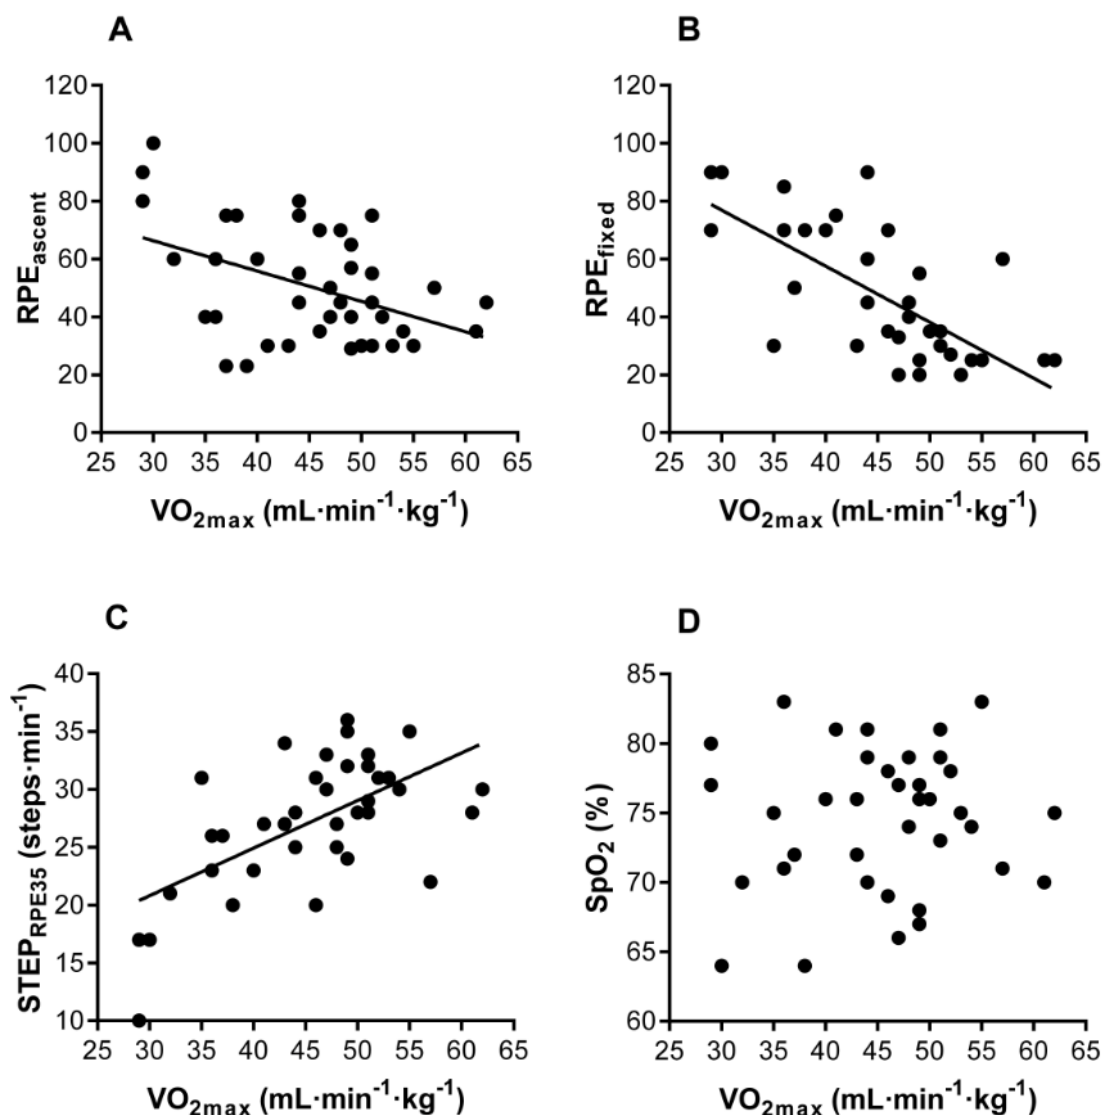 A
RPEascent
120
100
80
60
40
20
0
25 30 35 40 45 50 55 60 65
VO2max (mL·min-1·kg-1)
B
RPEfixed
120
100
80
60
40
20
0
25 30 35 40 45 50 55 60 65
VO2max (mL·min-1·kg-1)
C
STEPRPE35 (steps·min-1)
40
35
30
25
20
15
10
25 30 35 40 45 50 55 60 65
VO2max (mL·min-1·kg-1)
D
SpO2 (%)
85
80
75
70
65
60
25 30 35 40 45 50 55 60 65
VO2max (mL·min-1·kg-1)